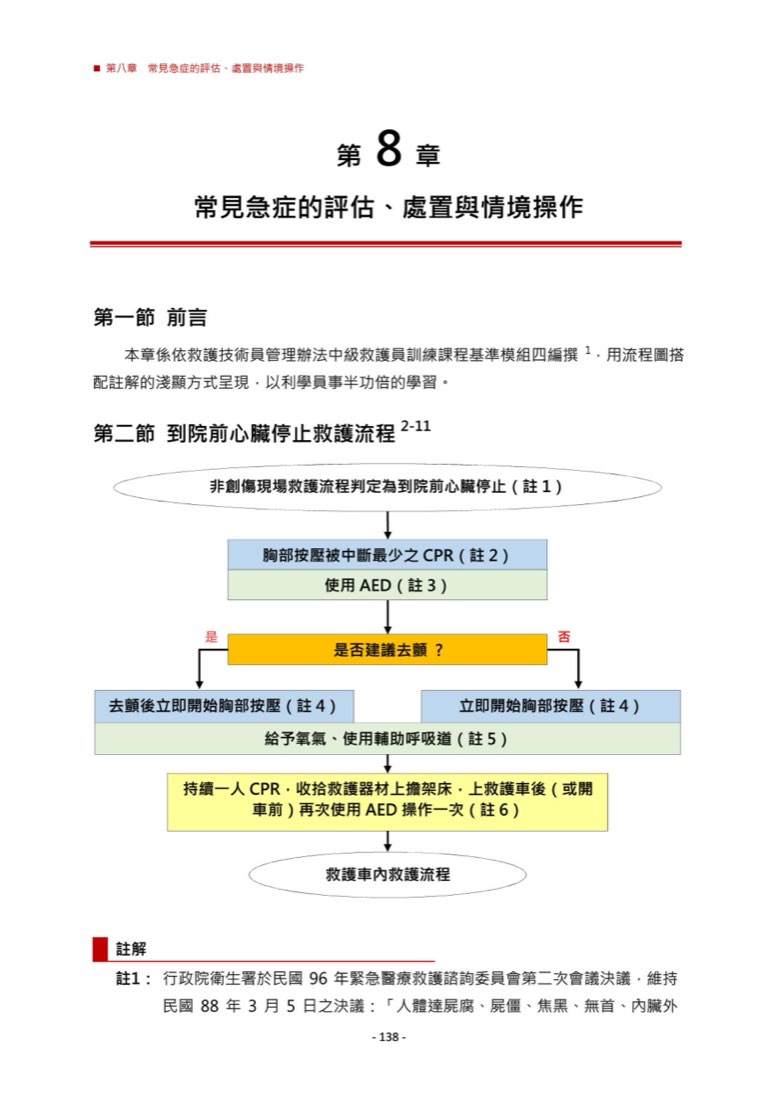 ■ 第八章　常見急症的評估、處置與情境操作
第 8 章
常見急症的評估、處置與情境操作
第一節 前言
本章係依救護技術員管理辦法中級救護員訓練課程基準模組四編撰 1，用流程圖搭
配註解的淺顯方式呈現，以利學員事半功倍的學習。
第二節 到院前心臟停止救護流程 2-11
非創傷現場救護流程判定為到院前心臟停止（註 1）
胸部按壓被中斷最少之 CPR（註 2）
使用 AED（註 3）
是
是否建議去顫 ？
否
去顫後立即開始胸部按壓（註 4）
立即開始胸部按壓（註 4）
給予氧氣、使用輔助呼吸道（註 5）
持續一人 CPR，收拾救護器材上擔架床，上救護車後（或開
車前）再次使用 AED 操作一次（註 6）
救護車內救護流程
註解
註1： 行政院衛生署於民國 96 年緊急醫療救護諮詢委員會第二次會議決議，維持
民國 88 年 3 月 5 日之決議：「人體達屍腐、屍僵、焦黑、無首、內臟外
- 138 -